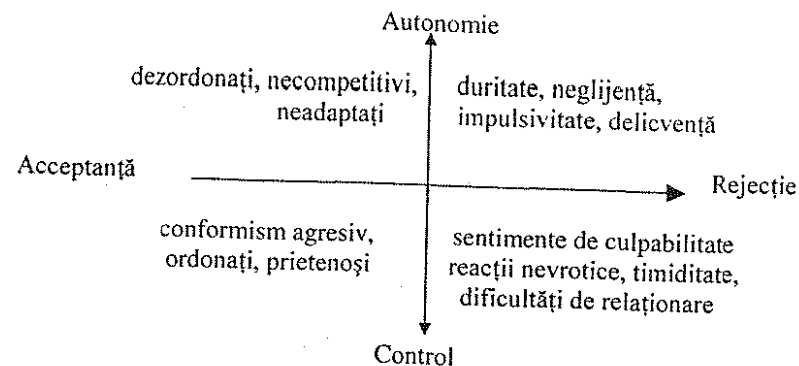 Autonomie
dezordonați, necompetitivi,
neadaptați
duritate, neglijență,
impulsivitate, delicvență
Acceptanță
Rejecție
conformism agresiv,
ordonați, prietenoși
sentimente de culpabilitate
reacții nevrotice, timiditate,
dificultăți de relaționare
Control